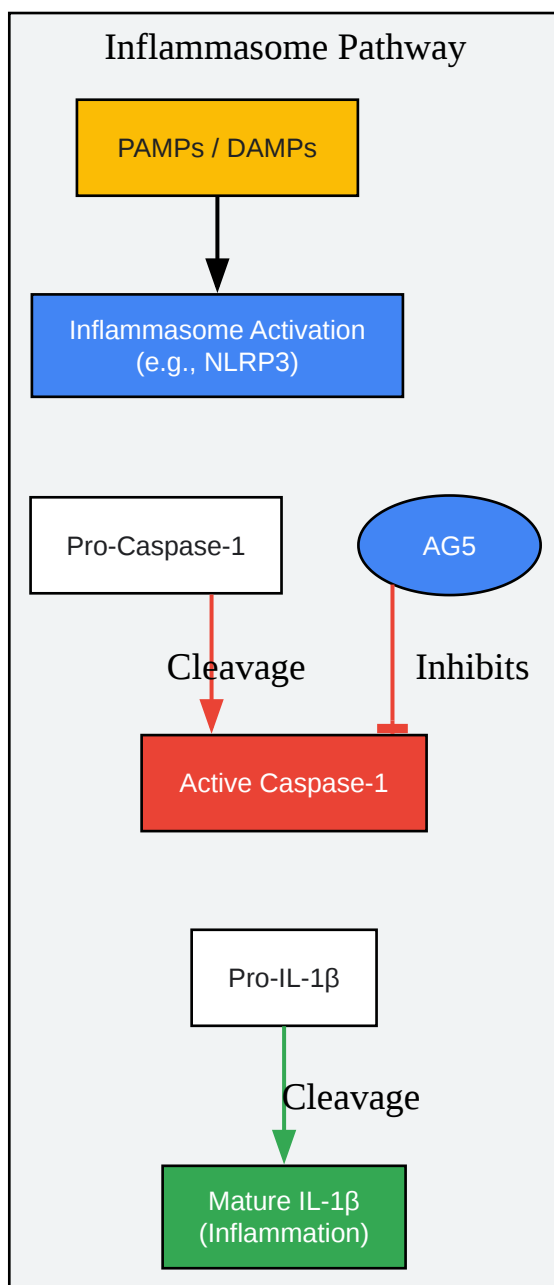 Inflammasome Pathway
PAMPs / DAMPs
Inflammasome Activation
(e.g., NLRP3)
Pro-Caspase-1
AG5
Cleavage
Inhibits
Active Caspase-1
Pro-IL-1β
Cleavage
Mature IL-1β
(Inflammation)